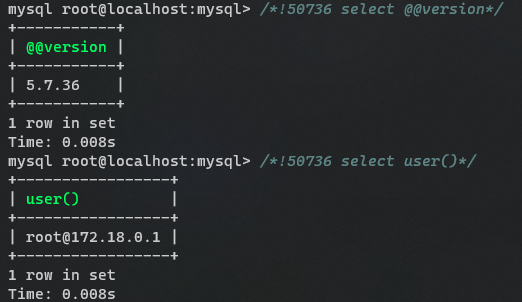 mysql root@localhost:mysql> /*!50736 select @@version*/
+-----------+
| @@version |
+-----------+
| 5.7.36    |
+-----------+
1 row in set
Time: 0.008s
mysql root@localhost:mysql> /*!50736 select user()*/
+-----------------+
| user()          |
+-----------------+
| root@172.18.0.1 |
+-----------------+
1 row in set
Time: 0.008s